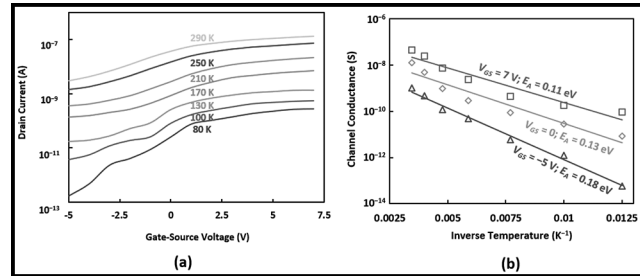 Drain Current (A)
10⁻⁷
10⁻⁹
10⁻¹¹
10⁻¹³
290 K
250 K
210 K
170 K
130 K
100 K
80 K
-5
-2.5
0
2.5
5
7.5
Gate-Source Voltage (V)
(a)
Channel Conductance (S)
10⁻⁶
10⁻⁸
10⁻¹⁰
10⁻¹²
10⁻¹⁴
V_GS = 7 V; E_A = 0.11 eV
V_GS = 0; E_A = 0.13 eV
V_GS = −5 V; E_A = 0.18 eV
0.0025
0.005
0.0075
0.01
0.0125
Inverse Temperature (K⁻¹)
(b)